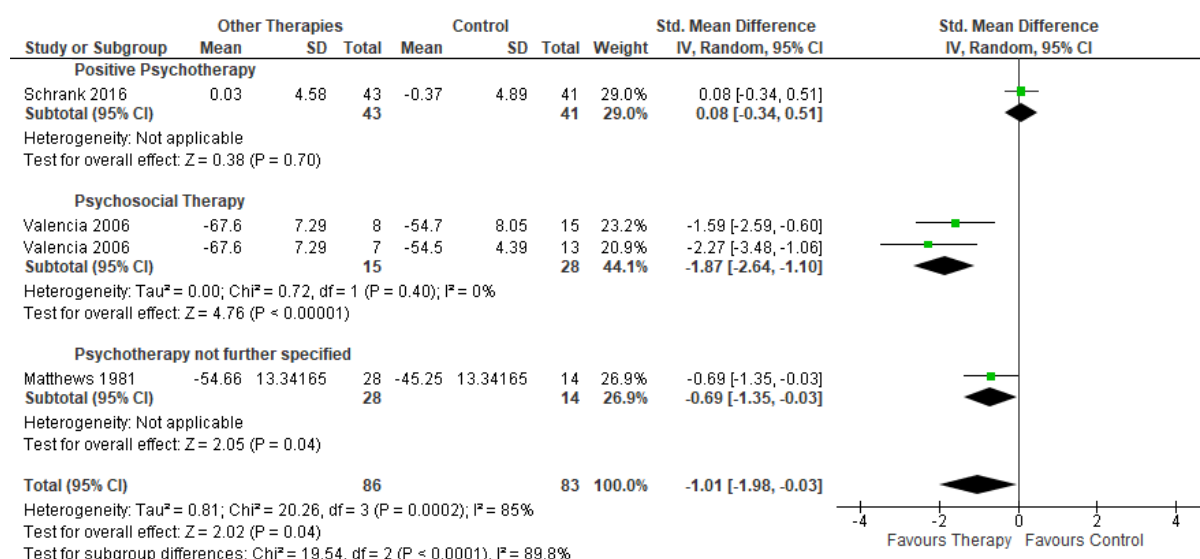 Other Therapies Control Std. Mean Difference Std. Mean Difference
Study or Subgroup Mean SD Total Mean SD Total Weight IV, Random, 95% CI IV, Random, 95% CI
Positive Psychotherapy
Schrank 2016 0.03 4.58 43 -0.37 4.89 41 29.0% 0.08 [-0.34, 0.51]
Subtotal (95% CI) 43 41 29.0% 0.08 [-0.34, 0.51]
Heterogeneity: Not applicable
Test for overall effect: Z = 0.38 (P = 0.70)
Psychosocial Therapy
Valencia 2006 -67.6 7.29 8 -54.7 8.05 15 23.2% -1.59 [-2.59, -0.60]
Valencia 2006 -67.6 7.29 7 -54.5 4.39 13 20.9% -2.27 [-3.48, -1.06]
Subtotal (95% CI) 15 28 44.1% -1.87 [-2.64, -1.10]
Heterogeneity: Tau² = 0.00; Chi² = 0.72, df = 1 (P = 0.40); I² = 0%
Test for overall effect: Z = 4.76 (P < 0.00001)
Psychotherapy not further specified
Matthews 1981 -54.66 13.34165 28 -45.25 13.34165 14 26.9% -0.69 [-1.35, -0.03]
Subtotal (95% CI) 28 14 26.9% -0.69 [-1.35, -0.03]
Heterogeneity: Not applicable
Test for overall effect: Z = 2.05 (P = 0.04)
Total (95% CI) 86 83 100.0% -1.01 [-1.98, -0.03]
Heterogeneity: Tau² = 0.81; Chi² = 20.26, df = 3 (P = 0.0002); I² = 85%
Test for overall effect: Z = 2.02 (P = 0.04)
Test for subgroup differences: Chi² = 19.54, df = 2 (P < 0.0001), I² = 89.8%
-4 -2 0 2 4
Favours Therapy Favours Control